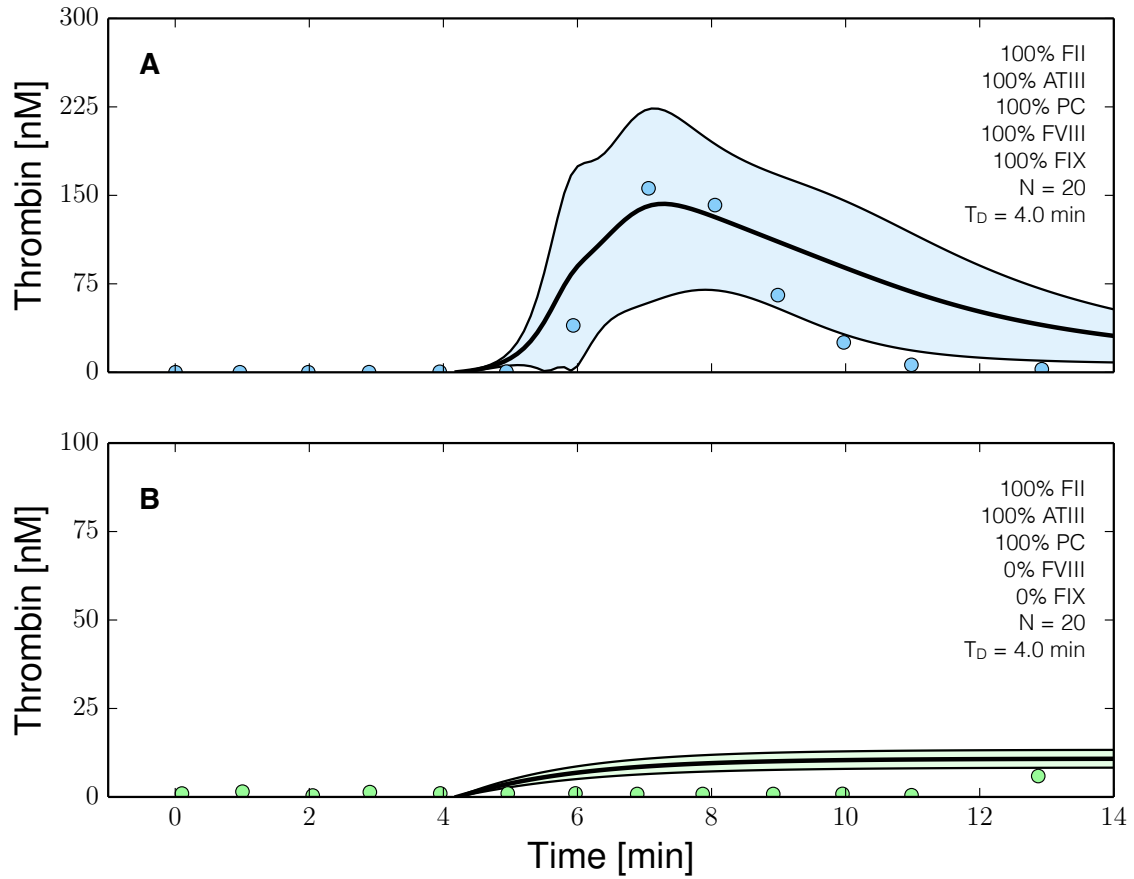 300
225
150
75
0
Thrombin [nM]
A
100% FII
100% ATIII
100% PC
100% FVIII
100% FIX
N = 20
T_D = 4.0 min
100
75
50
25
0
Thrombin [nM]
B
100% FII
100% ATIII
100% PC
0% FVIII
0% FIX
N = 20
T_D = 4.0 min
0 2 4 6 8 10 12 14
Time [min]